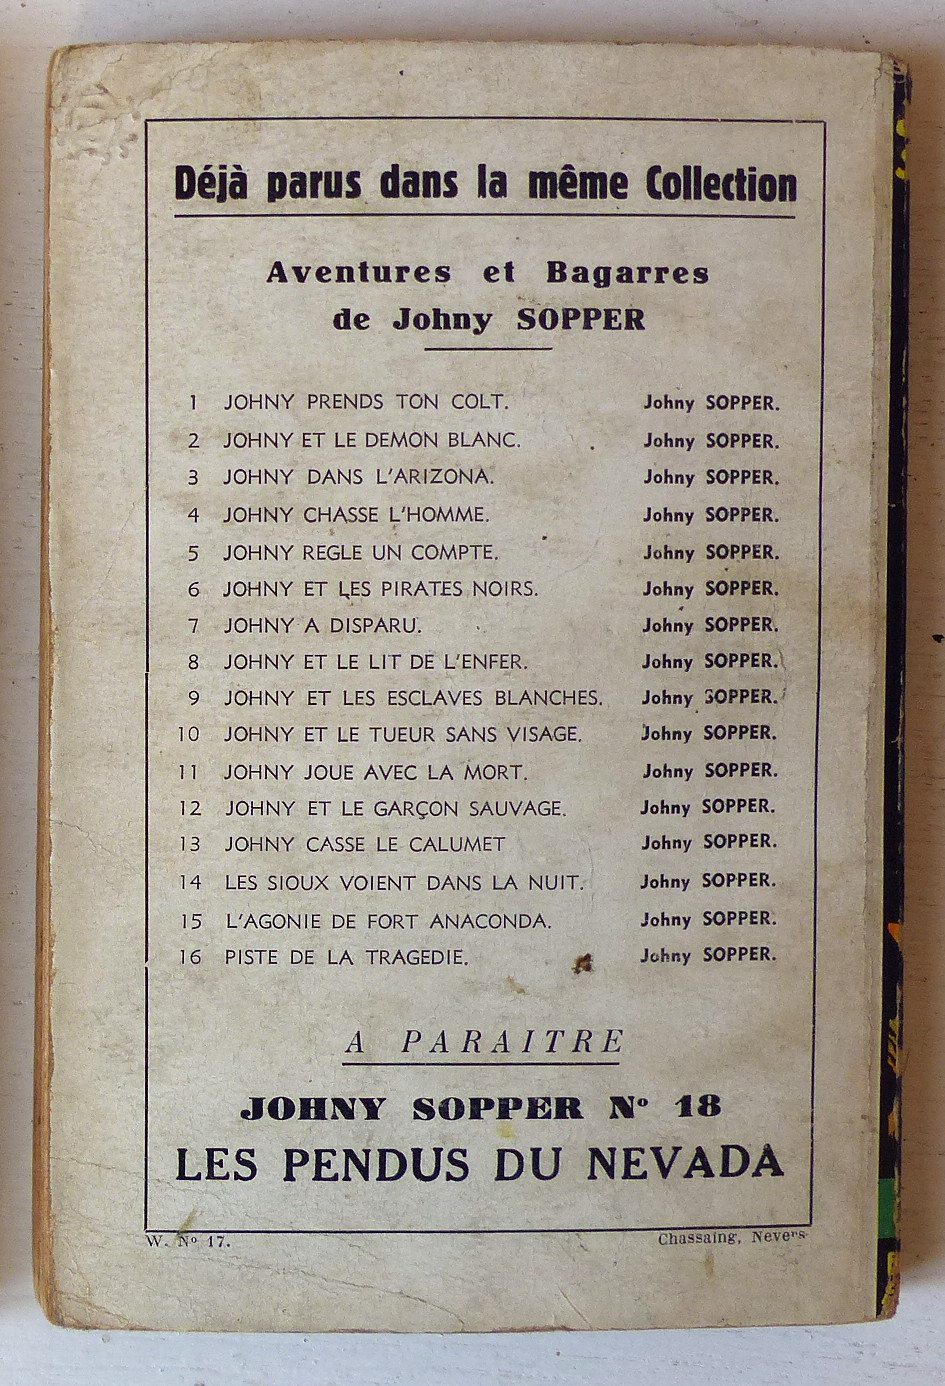 Déjà parus dans la même Collection
Aventures et Bagarres
de Johny SOPPER
1 JOHNY PRENDS TON COLT. Johny SOPPER.
2 JOHNY ET LE DEMON BLANC. Johny SOPPER.
3 JOHNY DANS L'ARIZONA. Johny SOPPER.
4 JOHNY CHASSE L'HOMME. Johny SOPPER.
5 JOHNY REGLE UN COMPTE. Johny SOPPER.
6 JOHNY ET LES PIRATES NOIRS. Johny SOPPER.
7 JOHNY A DISPARU. Johny SOPPER.
8 JOHNY ET LE LIT DE L'ENFER. Johny SOPPER.
9 JOHNY ET LES ESCLAVES BLANCHES. Johny SOPPER.
10 JOHNY ET LE TUEUR SANS VISAGE. Johny SOPPER.
11 JOHNY JOUE AVEC LA MORT. Johny SOPPER.
12 JOHNY ET LE GARÇON SAUVAGE. Johny SOPPER.
13 JOHNY CASSE LE CALUMET Johny SOPPER.
14 LES SIOUX VOIENT DANS LA NUIT. Johny SOPPER.
15 L'AGONIE DE FORT ANACONDA. Johny SOPPER.
16 PISTE DE LA TRAGEDIE. Johny SOPPER.
A PARAITRE
JOHNY SOPPER Nº 18
LES PENDUS DU NEVADA
W. Nº 17. Chassaing, Nevers